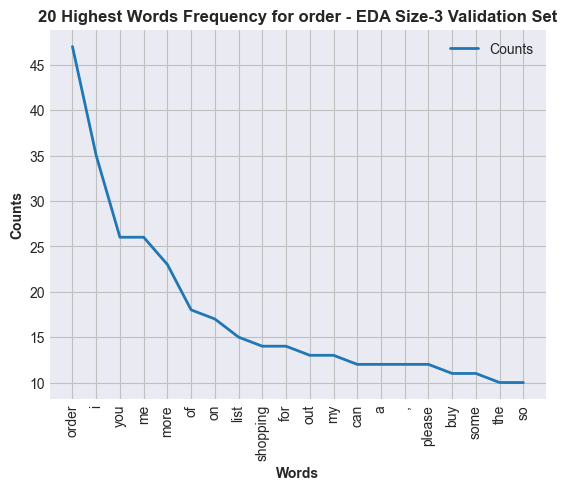 20 Highest Words Frequency for order - EDA Size-3 Validation Set
Counts
45
40
35
30
25
20
15
10
Counts
order
i
you
me
more
of
on
list
shopping
for
out
my
can
a
,
please
buy
some
the
so
Words